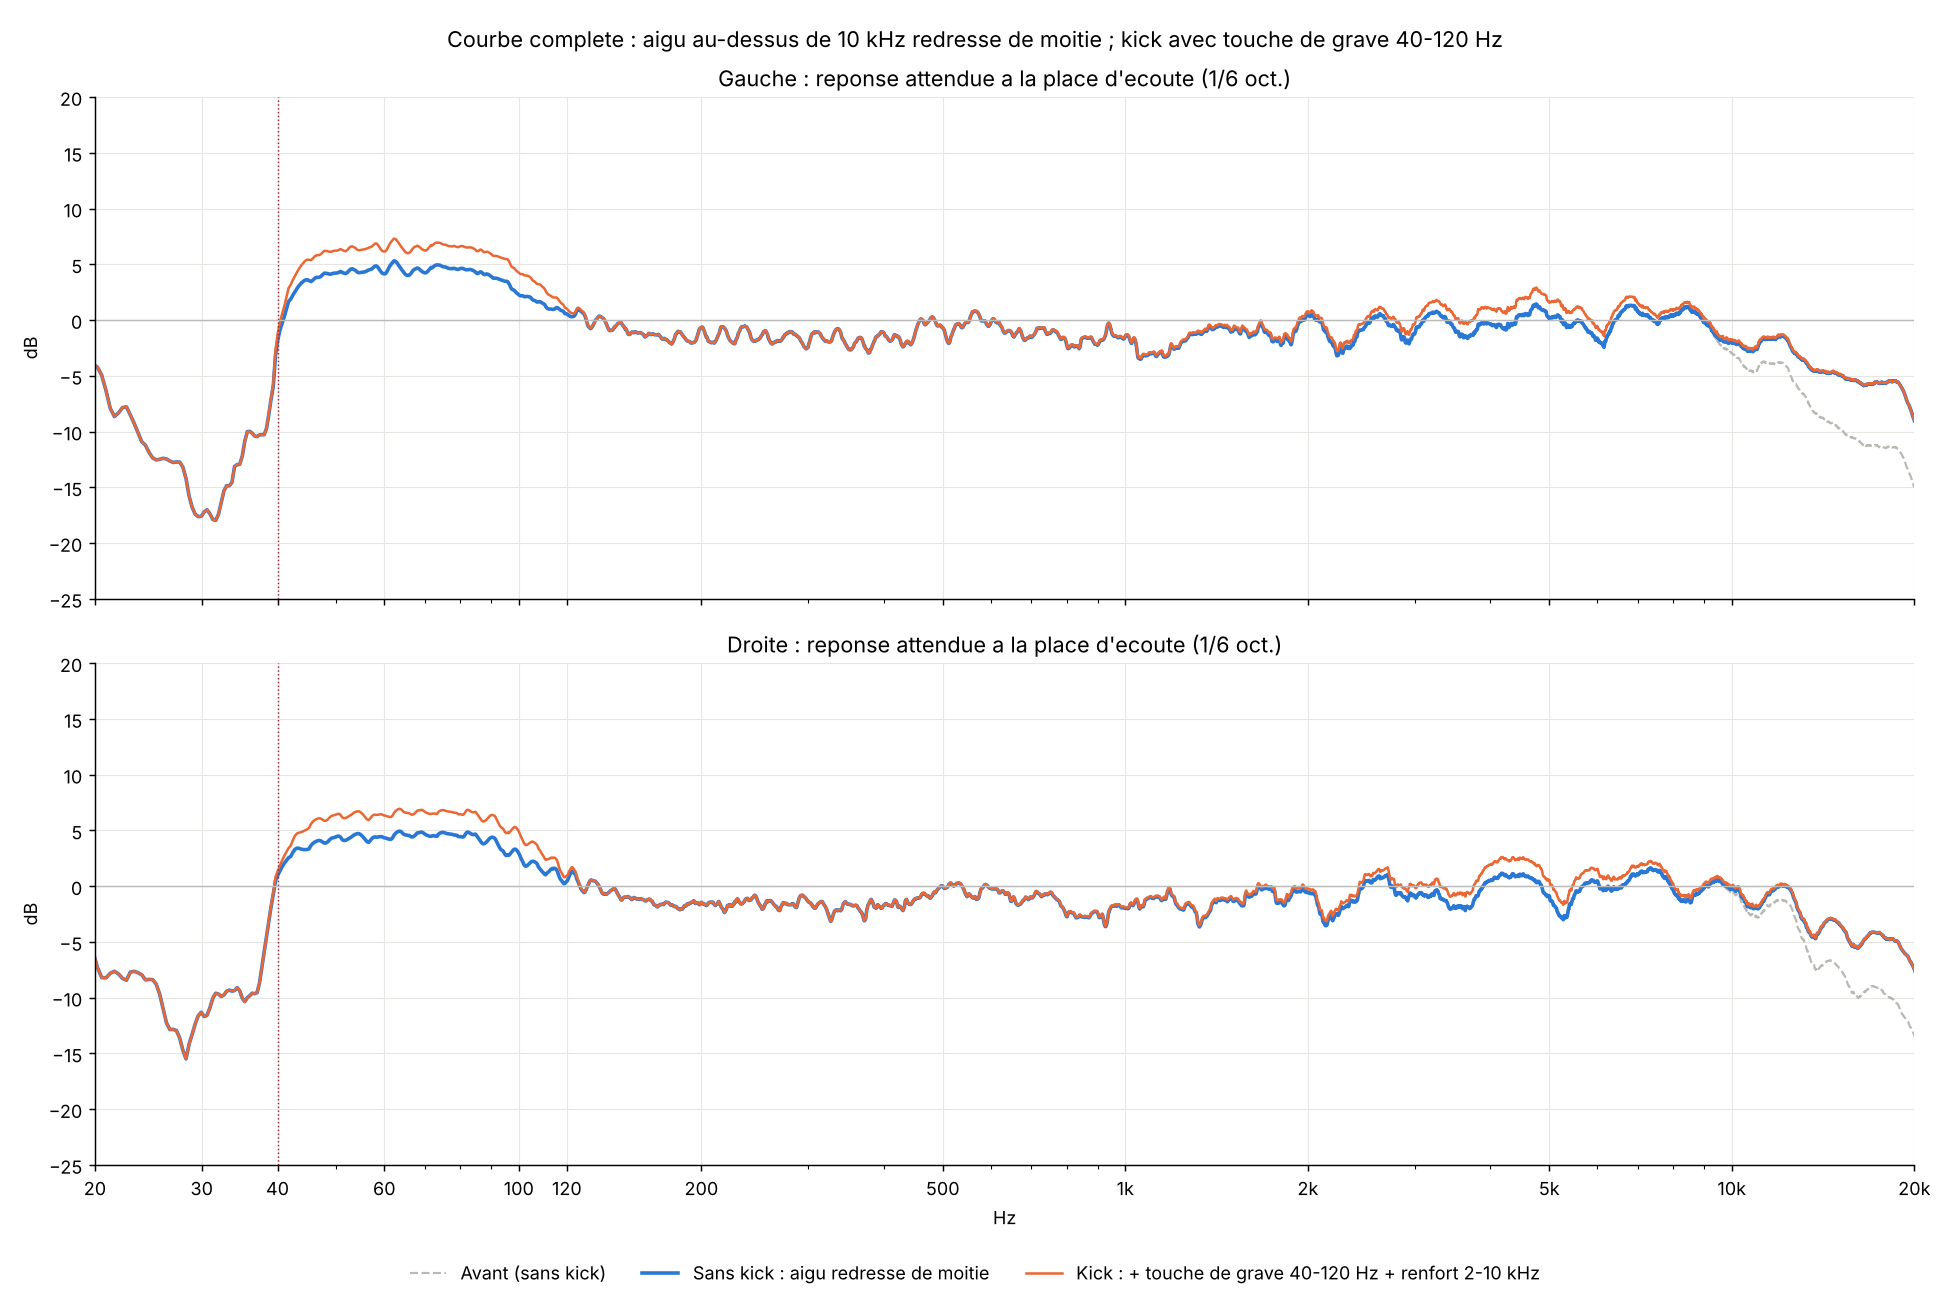 Courbe complete : aigu au-dessus de 10 kHz redresse de moitie ; kick avec touche de grave 40-120 Hz
Gauche : reponse attendue a la place d'ecoute (1/6 oct.)
20
15
10
5
0
−5
−10
−15
−20
−25
dB
Droite : reponse attendue a la place d'ecoute (1/6 oct.)
20
15
10
5
0
−5
−10
−15
−20
−25
dB
20 30 40 60 100 120 200 500 1k 2k 5k 10k 20k
Hz
Avant (sans kick) Sans kick : aigu redresse de moitie Kick : + touche de grave 40-120 Hz + renfort 2-10 kHz